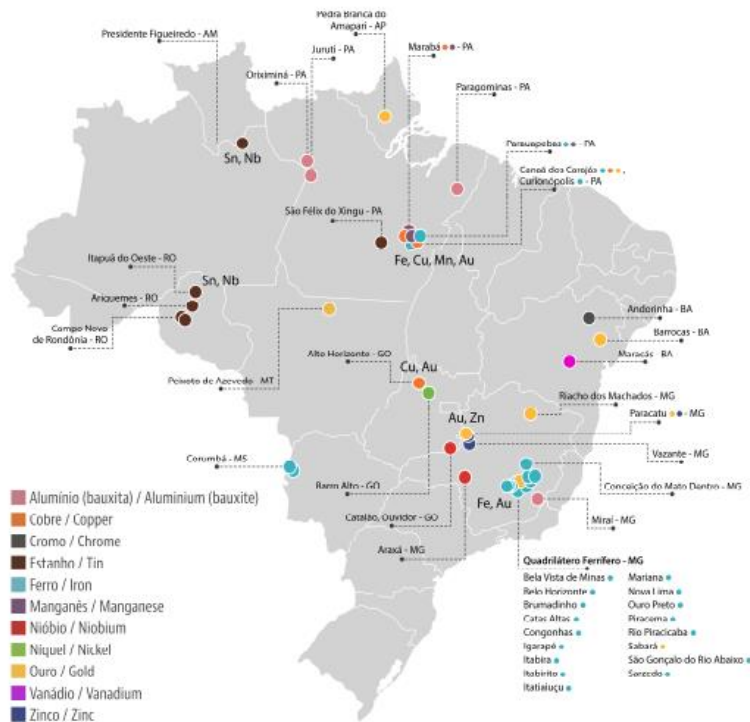 Pedra Branca do
Amapari - AP
Presidente Figueiredo - AM
Juruti - PA
Marabá - PA
Oriximiná - PA
Paragominas - PA
Parauapebas - PA
Sn, Nb
Canaã dos Carajás
Curionópolis - PA
São Félix do Xingu - PA
Fe, Cu, Mn, Au
Itapuã do Oeste - RO
Sn, Nb
Ariquemes - RO
Campo Novo
de Rondônia - RO
Andorinha - BA
Barrocas - BA
Alto Horizonte - GO
Maracás - BA
Cu, Au
Peixoto de Azevedo - MT
Riacho dos Machados - MG
Au, Zn
Paracatu - MG
Vazante - MG
Corumbá - MS
Barro Alto - GO
Conceição do Mato Dentro - MG
Fe, Au
Catalão, Ouvidor - GO
Miraí - MG
Araxá - MG
Alumínio (bauxita) / Aluminium (bauxite)
Cobre / Copper
Cromo / Chrome
Estanho / Tin
Ferro / Iron
Manganês / Manganese
Nióbio / Niobium
Níquel / Nickel
Ouro / Gold
Vanádio / Vanadium
Zinco / Zinc
Quadrilátero Ferrífero - MG
Bela Vista de Minas
Belo Horizonte
Brumadinho
Catas Altas
Congonhas
Igarapé
Itabira
Itabirito
Itatiaiuçu
Mariana
Nova Lima
Ouro Preto
Piracema
Rio Piracicaba
Sabará
São Gonçalo do Rio Abaixo
Sarzedo